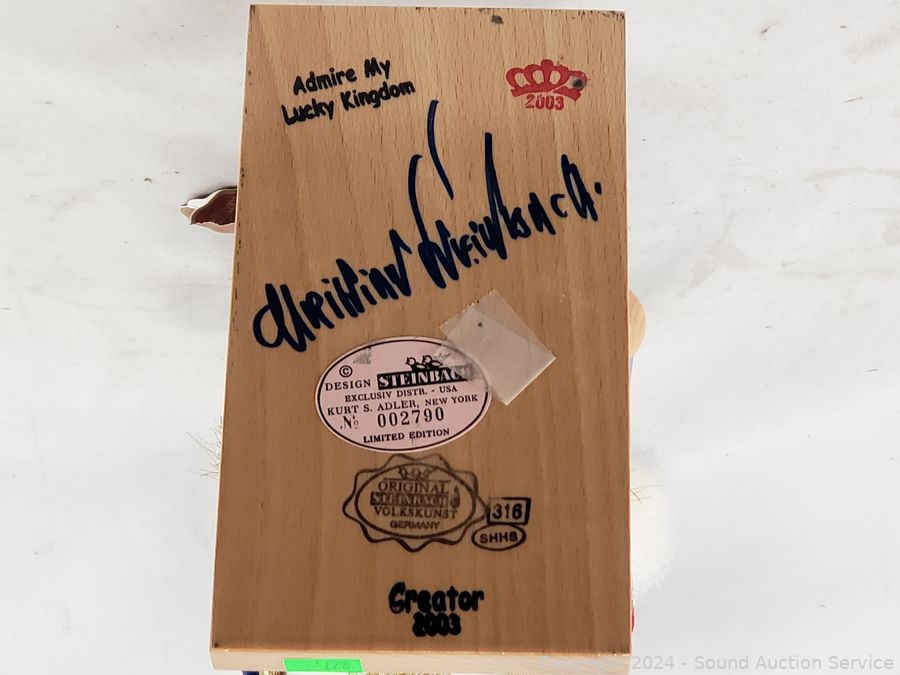 Admire My
Lucky Kingdom
2003
Christian Steinbach.
©
DESIGN STEINBACH
EXCLUSIV DISTR. - USA
KURT S. ADLER, NEW YORK
№ 002790
LIMITED EDITION
ORIGINAL
STEINBACH
VOLKSKUNST
GERMANY
316
SHHS
Creator
2003
2024 - Sound Auction Service